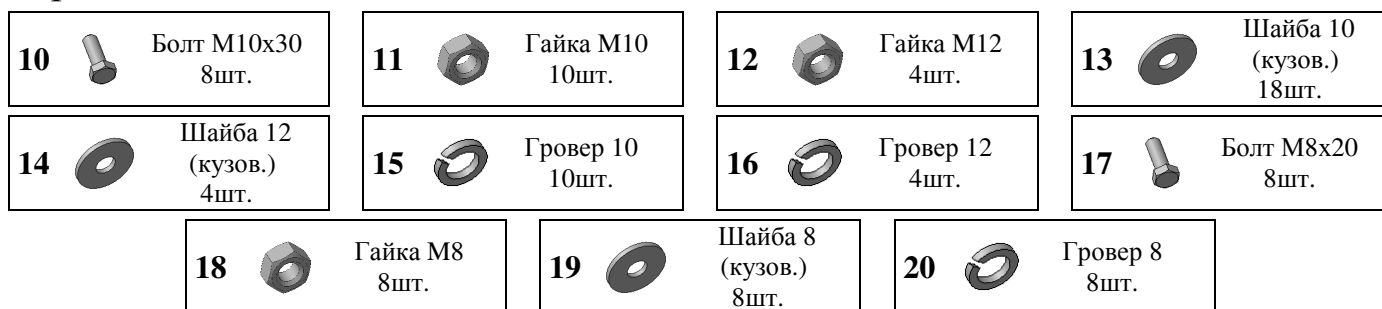 10 Болт М10х30
8шт.
11 Гайка М10
10шт.
12 Гайка М12
4шт.
13 Шайба 10
(кузов.)
18шт.
14 Шайба 12
(кузов.)
4шт.
15 Гровер 10
10шт.
16 Гровер 12
4шт.
17 Болт М8х20
8шт.
18 Гайка М8
8шт.
19 Шайба 8
(кузов.)
8шт.
20 Гровер 8
8шт.